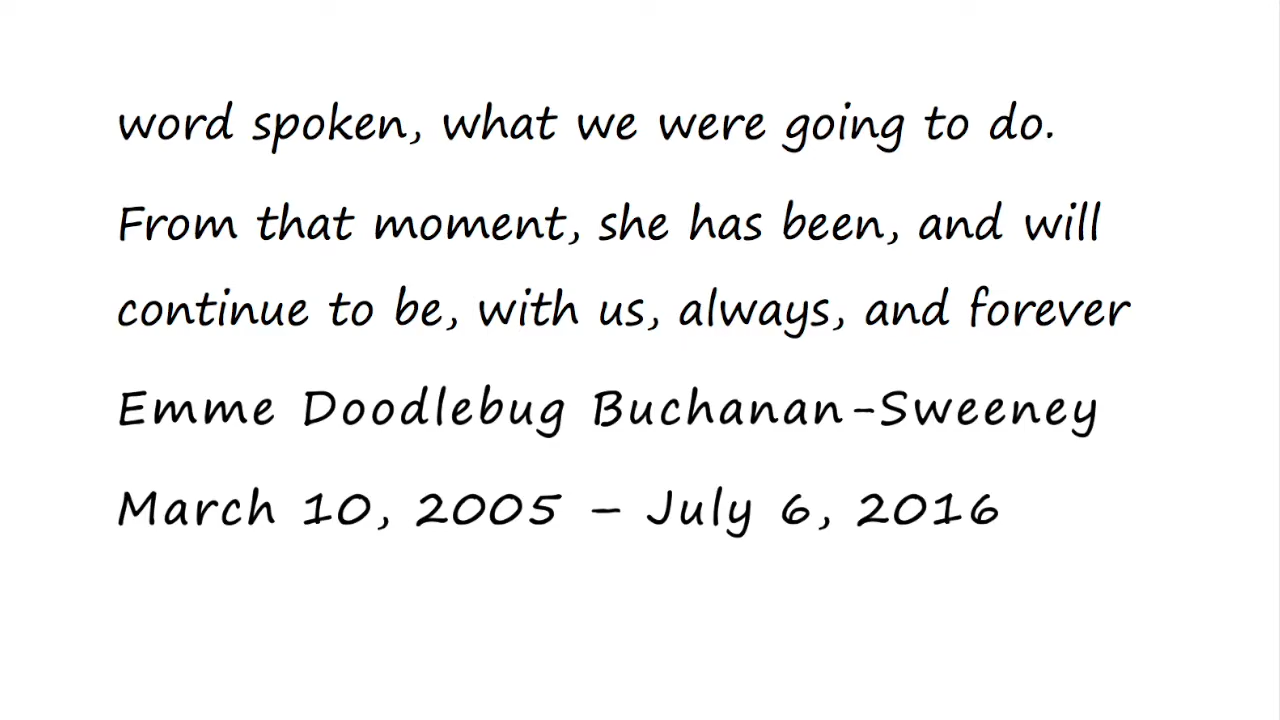 word spoken, what we were going to do.
From that moment, she has been, and will
continue to be, with us, always, and forever
Emme Doodlebug Buchanan-Sweeney
March 10, 2005 – July 6, 2016